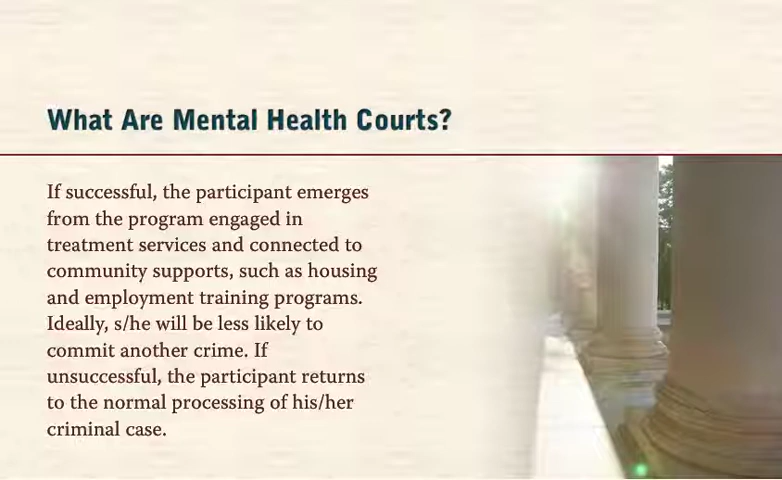 What Are Mental Health Courts?
If successful, the participant emerges
from the program engaged in
treatment services and connected to
community supports, such as housing
and employment training programs.
Ideally, s/he will be less likely to
commit another crime. If
unsuccessful, the participant returns
to the normal processing of his/her
criminal case.